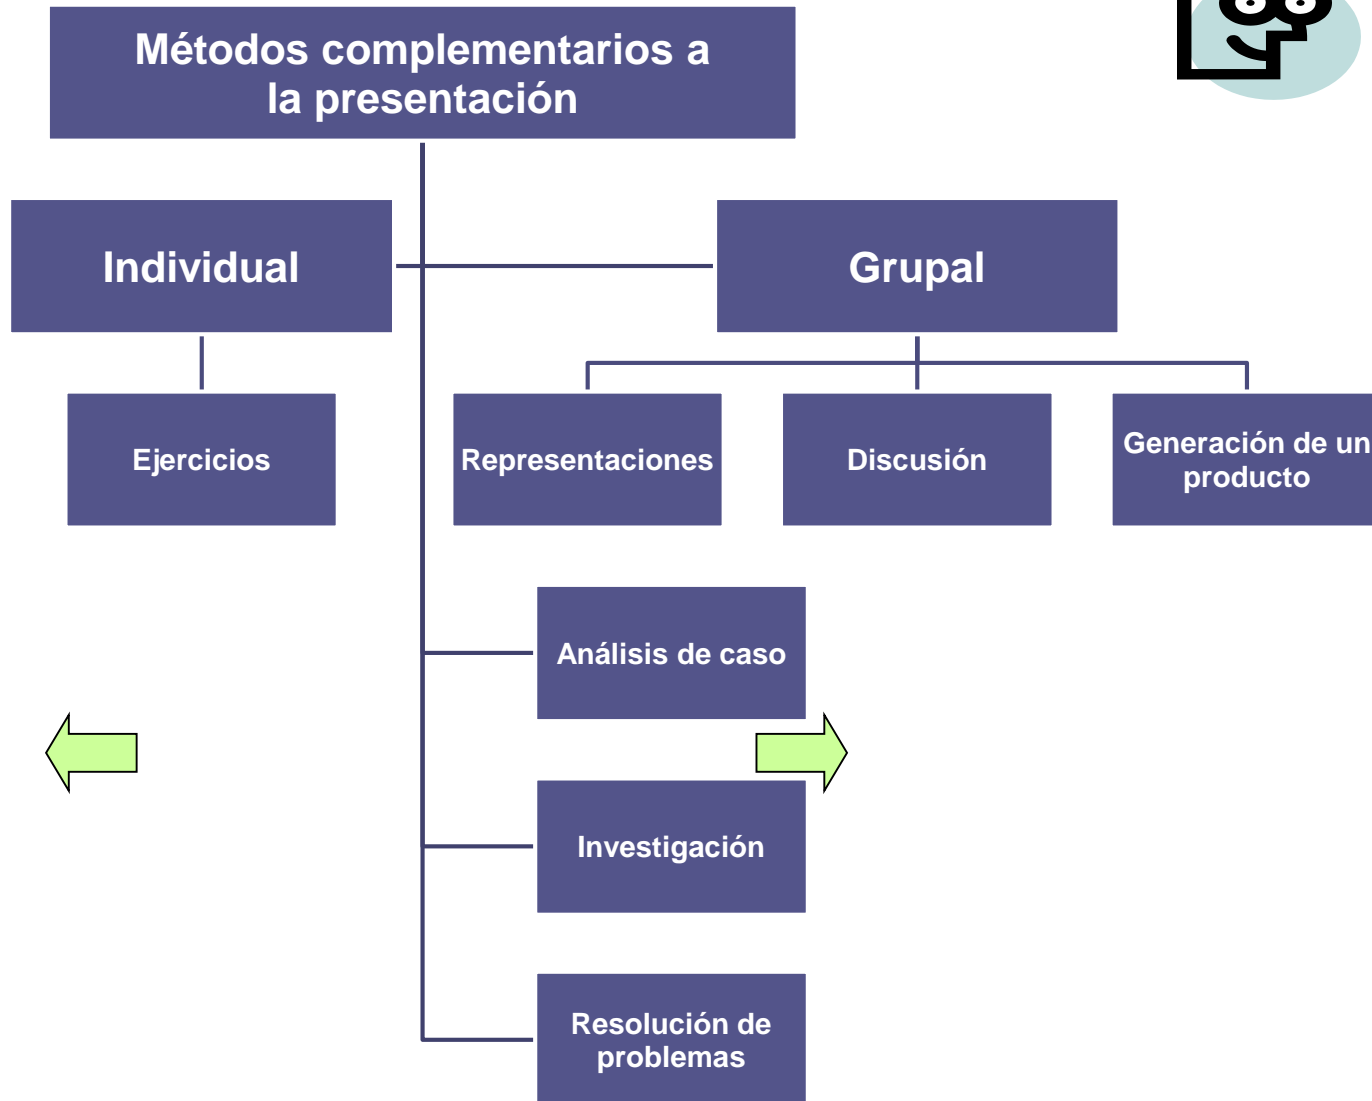 Métodos complementarios a
la presentación
Individual
Grupal
Ejercicios
Representaciones
Discusión
Generación de un
producto
Análisis de caso
Investigación
Resolución de
problemas